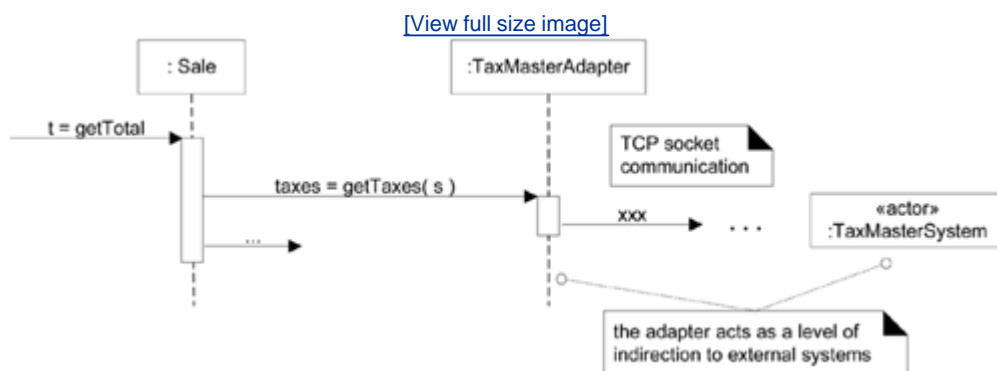 [View full size image]
: Sale
:TaxMasterAdapter
t = getTotal
TCP socket
communication
taxes = getTaxes( s )
xxx
. . .
«actor»
:TaxMasterSystem
...
the adapter acts as a level of
indirection to external systems